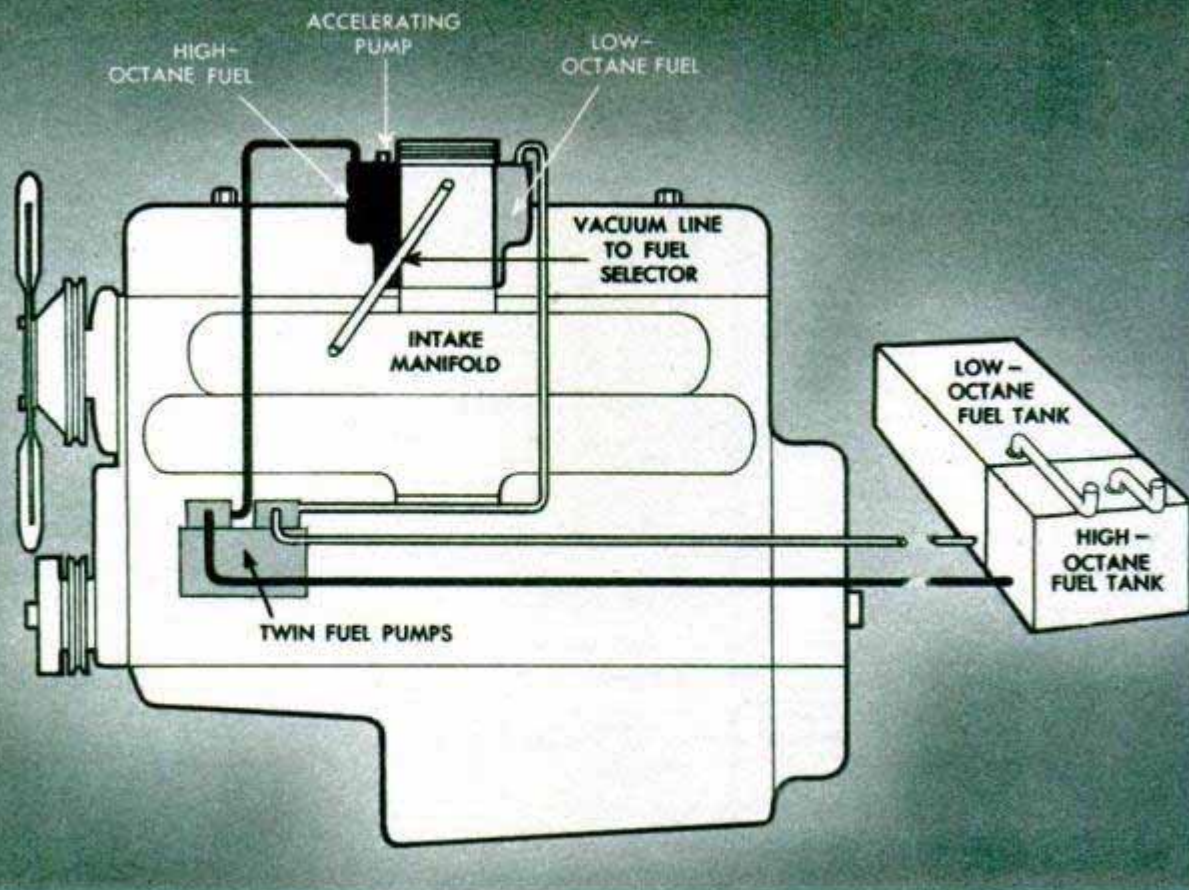 ACCELERATING
PUMP
HIGH-
OCTANE FUEL
LOW-
OCTANE FUEL
VACUUM LINE
TO FUEL
SELECTOR
INTAKE
MANIFOLD
LOW-
OCTANE
FUEL TANK
HIGH-
OCTANE
FUEL TANK
TWIN FUEL PUMPS